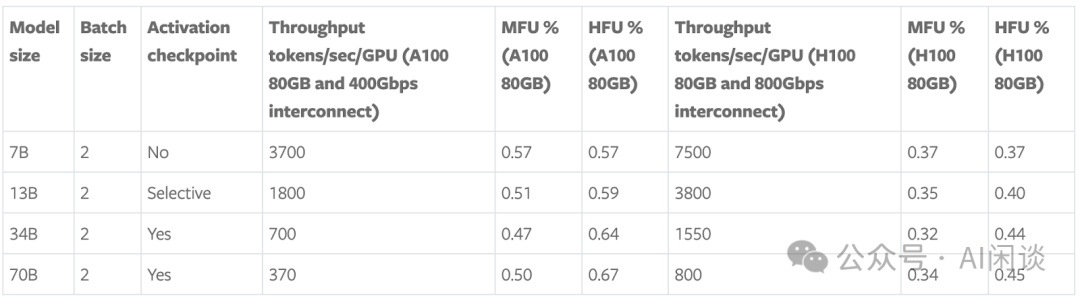 Model size | Batch size | Activation checkpoint | Throughput tokens/sec/GPU (A100 80GB and 400Gbps interconnect) | MFU % (A100 80GB) | HFU % (A100 80GB) | Throughput tokens/sec/GPU (H100 80GB and 800Gbps interconnect) | MFU % (H100 80GB) | HFU % (H100 80GB)
7B | 2 | No | 3700 | 0.57 | 0.57 | 7500 | 0.37 | 0.37
13B | 2 | Selective | 1800 | 0.51 | 0.59 | 3800 | 0.35 | 0.40
34B | 2 | Yes | 700 | 0.47 | 0.64 | 1550 | 0.32 | 0.44
70B | 2 | Yes | 370 | 0.50 | 0.67 | 800 | 0.34 | 0.45
公众号 · AI闲谈